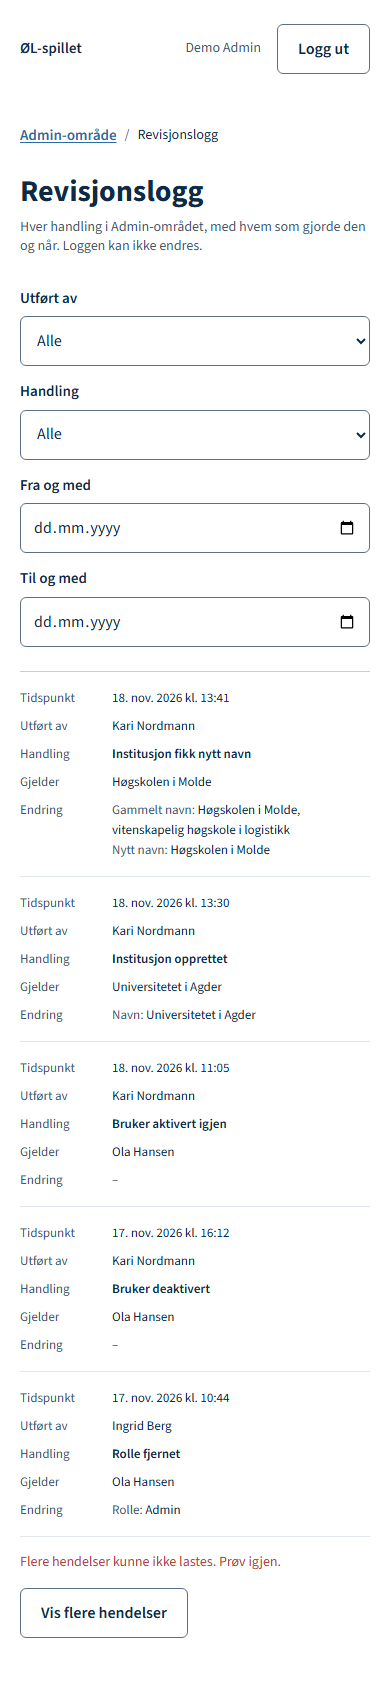 ØL-spillet
Demo Admin
Logg ut
Admin-område / Revisjonslogg
Revisjonslogg
Hver handling i Admin-området, med hvem som gjorde den
og når. Loggen kan ikke endres.
Utført av
Alle
Handling
Alle
Fra og med
dd.mm.yyyy
Til og med
dd.mm.yyyy
Tidspunkt 18. nov. 2026 kl. 13:41
Utført av Kari Nordmann
Handling Institusjon fikk nytt navn
Gjelder Høgskolen i Molde
Endring Gammelt navn: Høgskolen i Molde,
vitenskapelig høgskole i logistikk
Nytt navn: Høgskolen i Molde
Tidspunkt 18. nov. 2026 kl. 13:30
Utført av Kari Nordmann
Handling Institusjon opprettet
Gjelder Universitetet i Agder
Endring Navn: Universitetet i Agder
Tidspunkt 18. nov. 2026 kl. 11:05
Utført av Kari Nordmann
Handling Bruker aktivert igjen
Gjelder Ola Hansen
Endring –
Tidspunkt 17. nov. 2026 kl. 16:12
Utført av Kari Nordmann
Handling Bruker deaktivert
Gjelder Ola Hansen
Endring –
Tidspunkt 17. nov. 2026 kl. 10:44
Utført av Ingrid Berg
Handling Rolle fjernet
Gjelder Ola Hansen
Endring Rolle: Admin
Flere hendelser kunne ikke lastes. Prøv igjen.
Vis flere hendelser